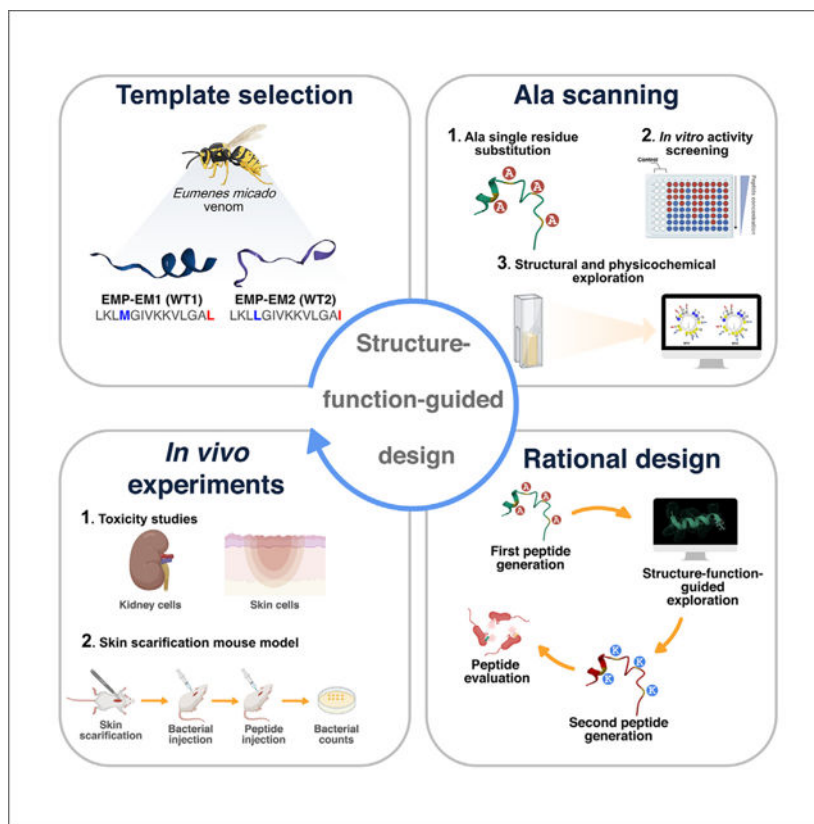 Template selection
Eumenes micado
venom
EMP-EM1 (WT1)
LKLMGIVKKVLGAL
EMP-EM2 (WT2)
LKLLGIVKKVLGAI
Ala scanning
1. Ala single residue
substitution
A
A
A
A
2. In vitro activity
screening
Control
Peptide concentration
3. Structural and physicochemical
exploration
Structure-
function-guided
design
In vivo
experiments
1. Toxicity studies
Kidney cells
Skin cells
2. Skin scarification mouse model
Skin
scarification
Bacterial
injection
Peptide
injection
Bacterial
counts
Rational design
A
A
A
A
First peptide
generation
Structure-function-
guided
exploration
Peptide
evaluation
K
K
K
K
Second peptide
generation